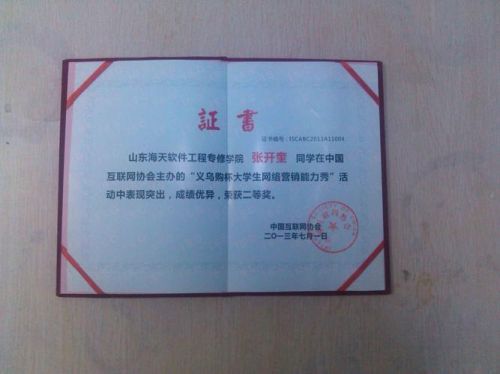 証書
证书编号：ISCABC2013A11004
山东海天软件工程专修学院 张开奎 同学在中国
互联网协会主办的“义乌购杯大学生网络营销能力秀”活
动中表现突出，成绩优异，荣获二等奖。
中国互联网协会
二〇一三年七月一日